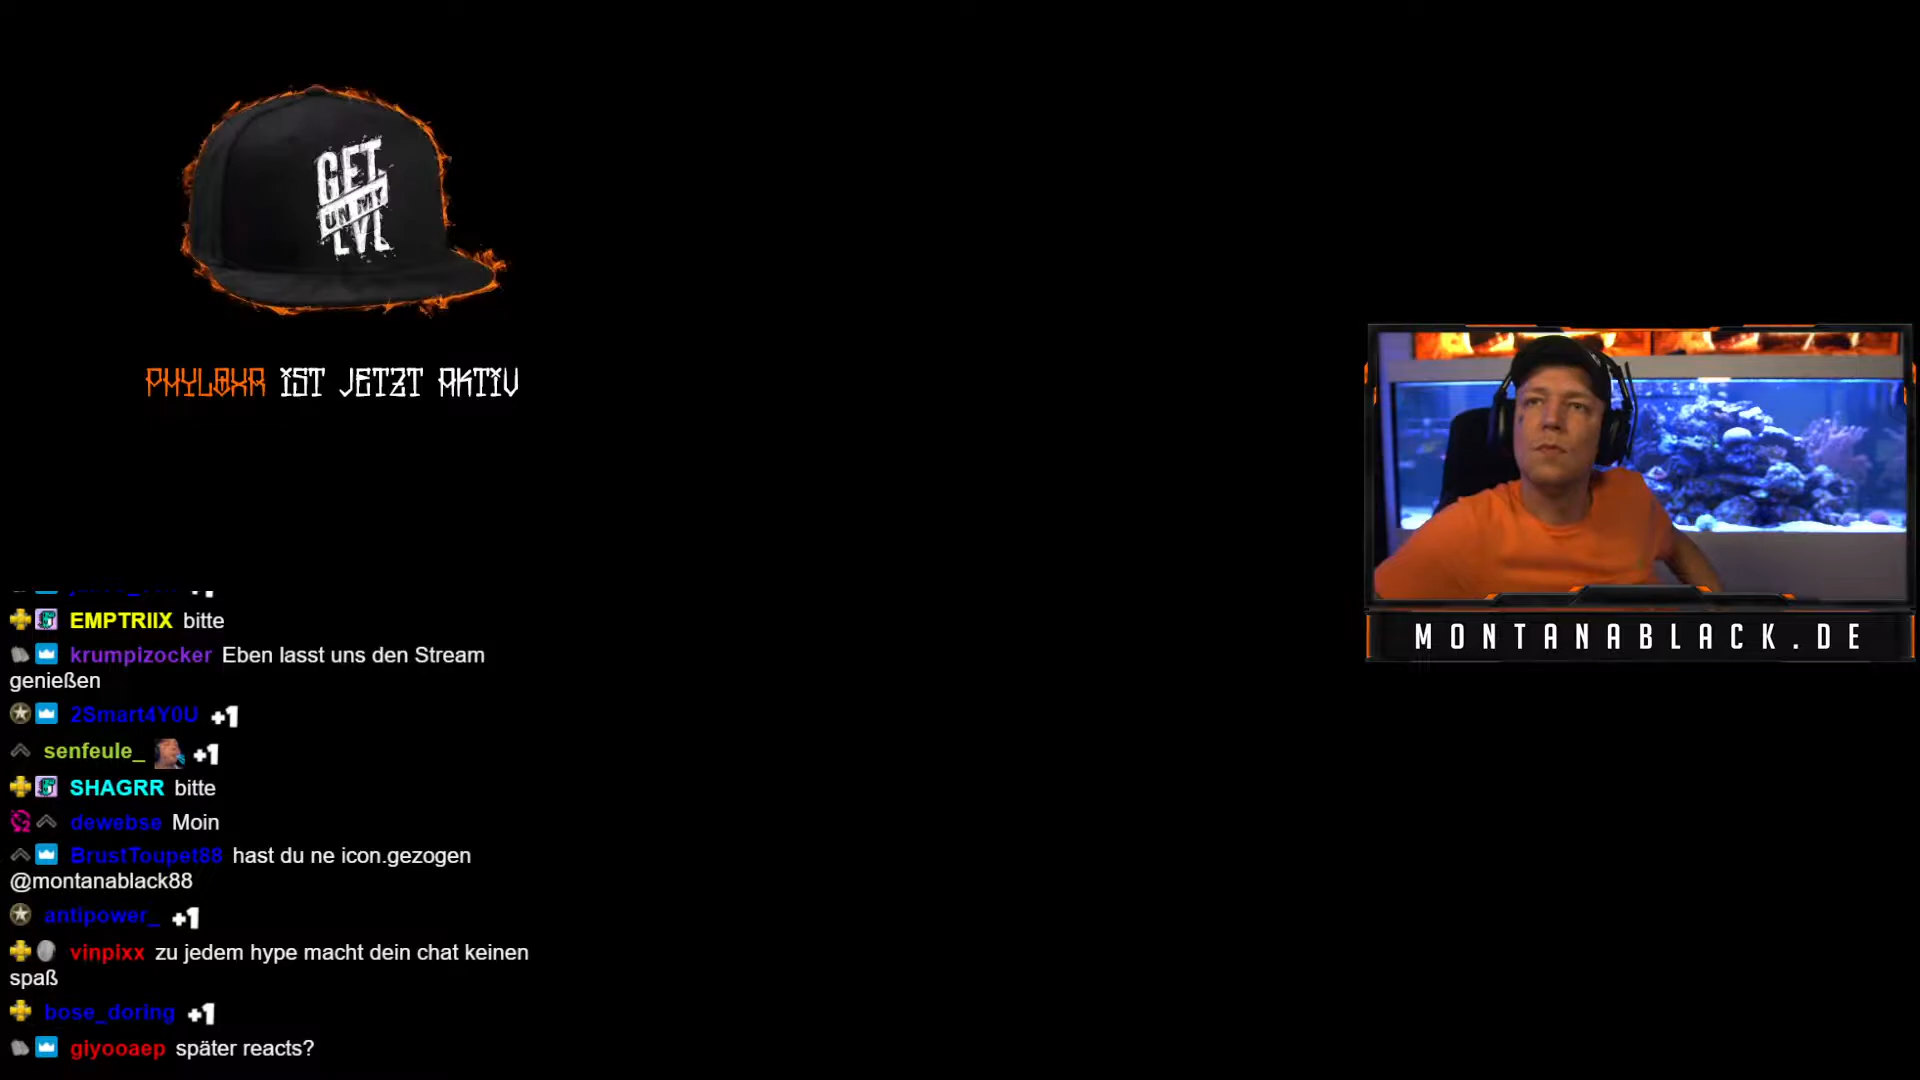 GET
ON MY
LVL
PHYLOXR IST JETZT AKTIV
MONTANABLACK.DE
EMPTRIIX bitte
krumpizocker Eben lasst uns den Stream
genießen
2Smart4Y0U +1
senfeule_ +1
SHAGRR bitte
dewebse Moin
BrustToupet88 hast du ne icon.gezogen
@montanablack88
antipower_ +1
vinpixx zu jedem hype macht dein chat keinen
spaß
bose_doring +1
giyooaep später reacts?